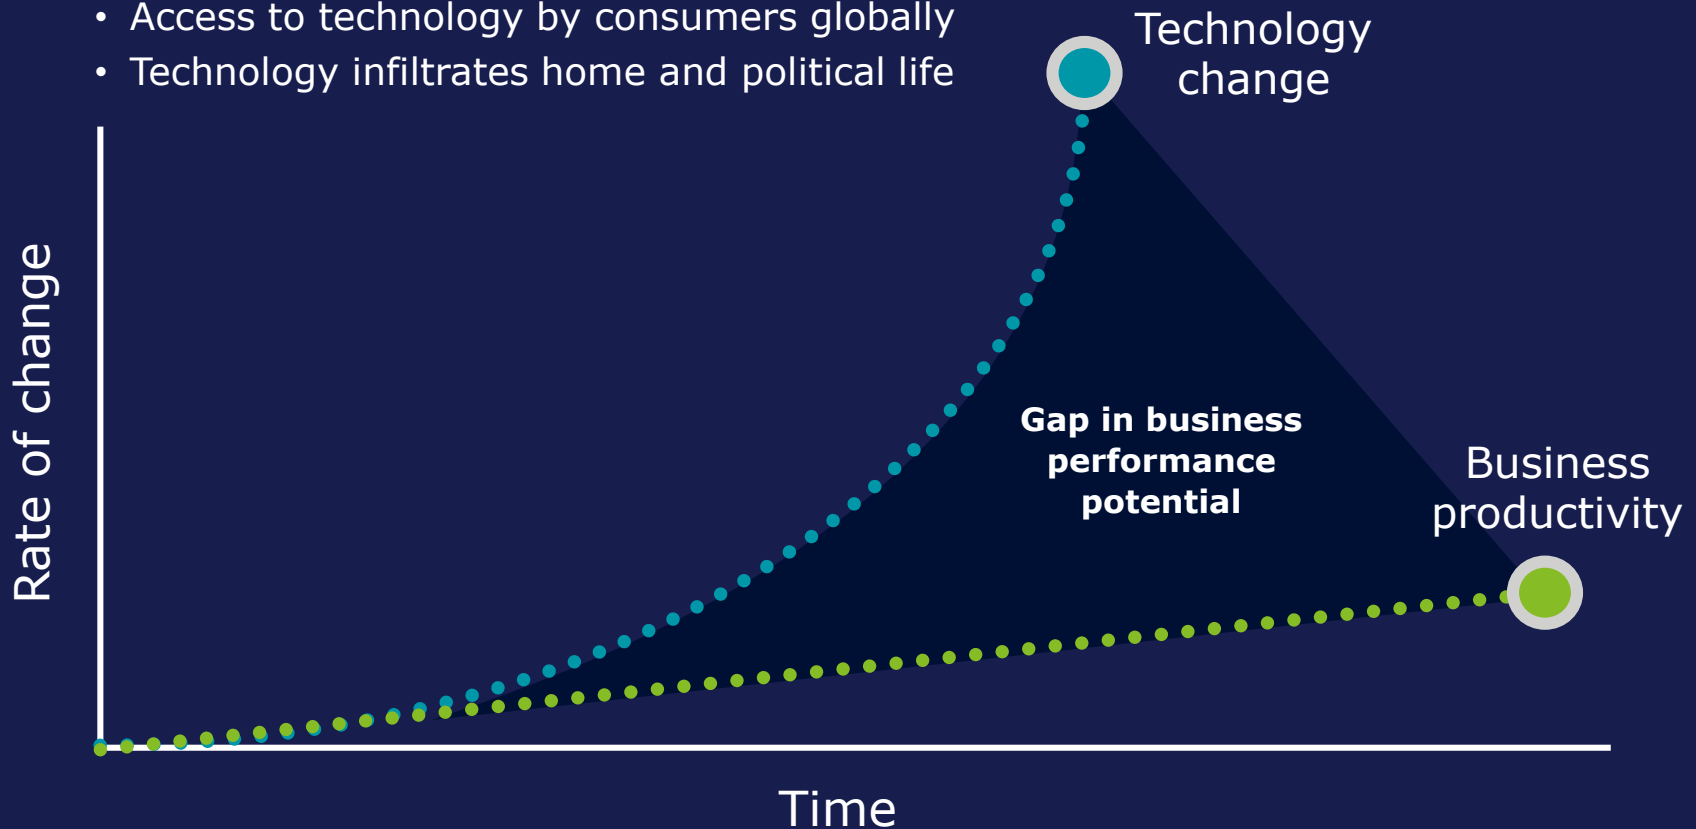 • Access to technology by consumers globally
• Technology infiltrates home and political life
Technology
change
Rate of change
Gap in business
performance
potential
Business
productivity
Time